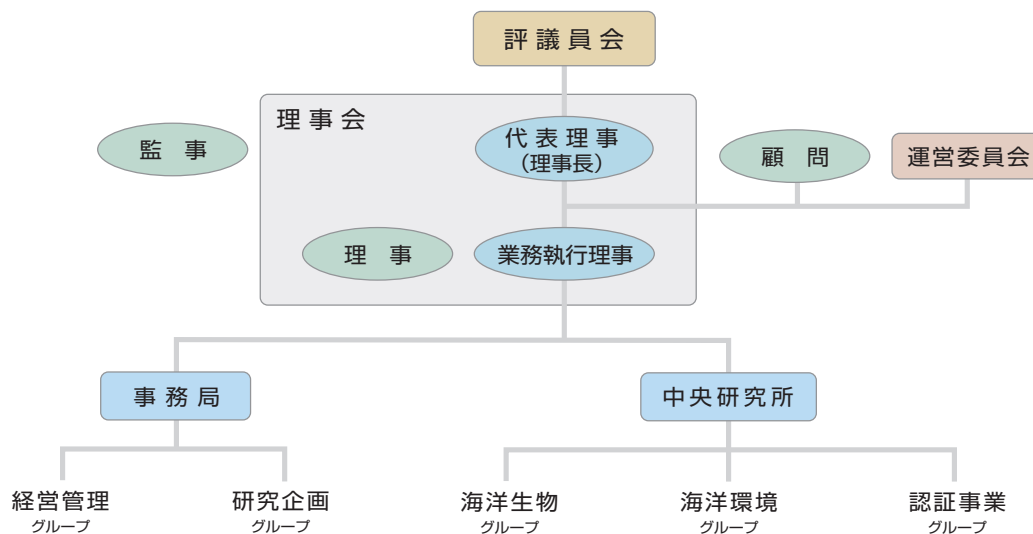 評議員会
理事会
代表理事
（理事長）
監事
顧問
運営委員会
理事
業務執行理事
事務局
中央研究所
経営管理
グループ
研究企画
グループ
海洋生物
グループ
海洋環境
グループ
認証事業
グループ